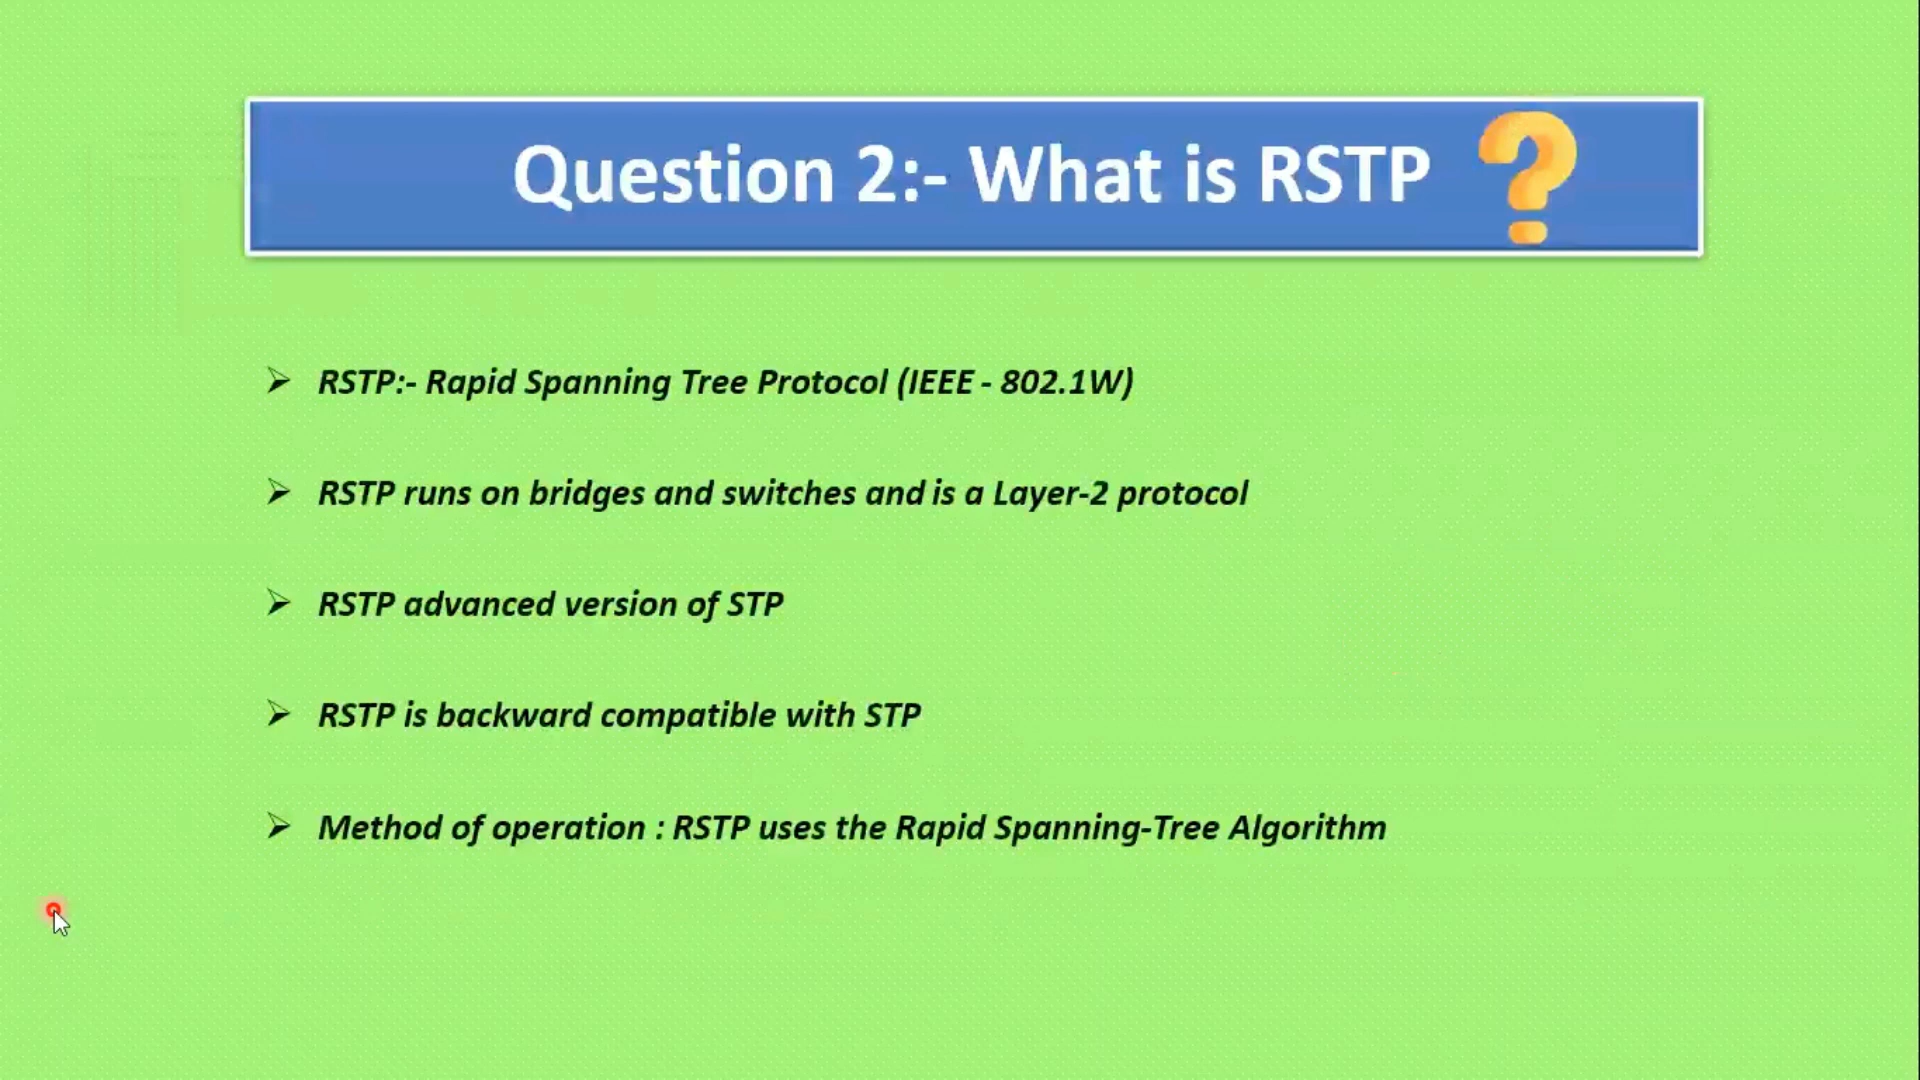 Question 2:- What is RSTP ?
RSTP:- Rapid Spanning Tree Protocol (IEEE - 802.1W)
RSTP runs on bridges and switches and is a Layer-2 protocol
RSTP advanced version of STP
RSTP is backward compatible with STP
Method of operation : RSTP uses the Rapid Spanning-Tree Algorithm